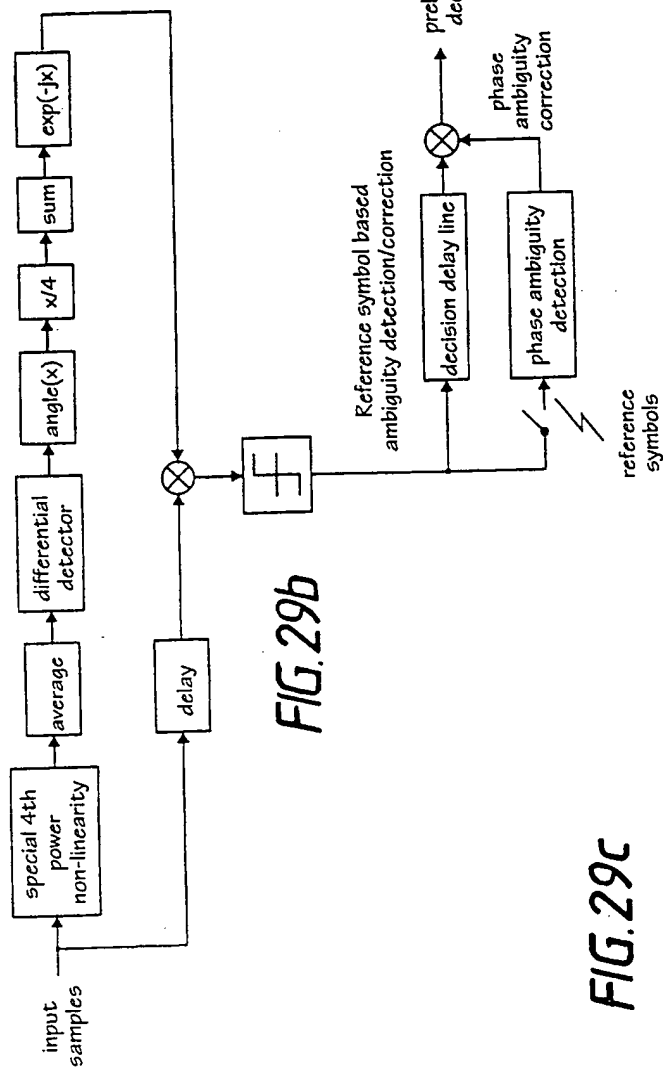 input
samples
special 4th
power
non-linearity
average
differential
detector
angle(x)
x/4
sum
exp(-jx)
delay
FIG. 29b
Reference symbol based
ambiguity detection/correction
decision delay line
phase ambiguity
detection
phase
ambiguity
correction
reference
symbols
FIG. 29c